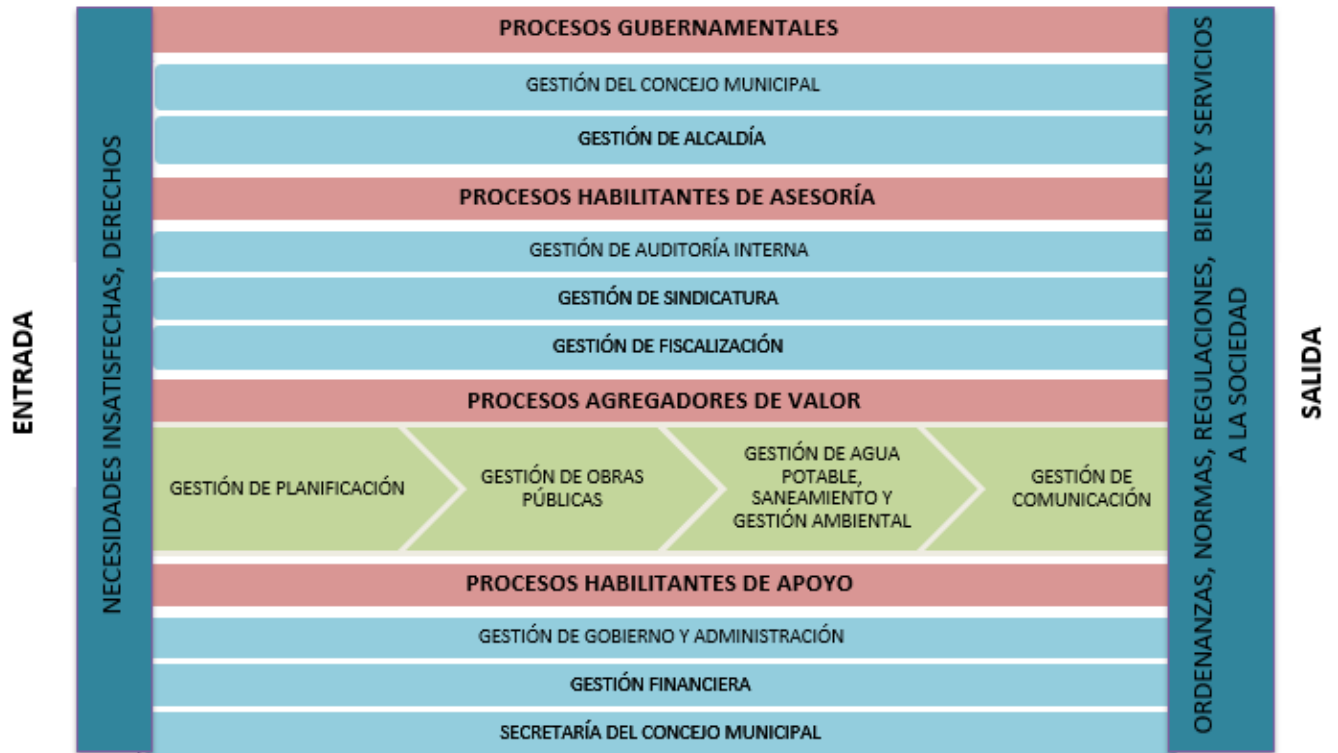 ENTRADA
NECESIDADES INSATISFECHAS, DERECHOS
PROCESOS GUBERNAMENTALES
GESTIÓN DEL CONCEJO MUNICIPAL
GESTIÓN DE ALCALDÍA
PROCESOS HABILITANTES DE ASESORÍA
GESTIÓN DE AUDITORÍA INTERNA
GESTIÓN DE SINDICATURA
GESTIÓN DE FISCALIZACIÓN
PROCESOS AGREGADORES DE VALOR
GESTIÓN DE PLANIFICACIÓN
GESTIÓN DE OBRAS
PÚBLICAS
GESTIÓN DE AGUA
POTABLE,
SANEAMIENTO Y
GESTIÓN AMBIENTAL
GESTIÓN DE
COMUNICACIÓN
PROCESOS HABILITANTES DE APOYO
GESTIÓN DE GOBIERNO Y ADMINISTRACIÓN
GESTIÓN FINANCIERA
SECRETARÍA DEL CONCEJO MUNICIPAL
ORDENANZAS, NORMAS, REGULACIONES, BIENES Y SERVICIOS
A LA SOCIEDAD
SALIDA